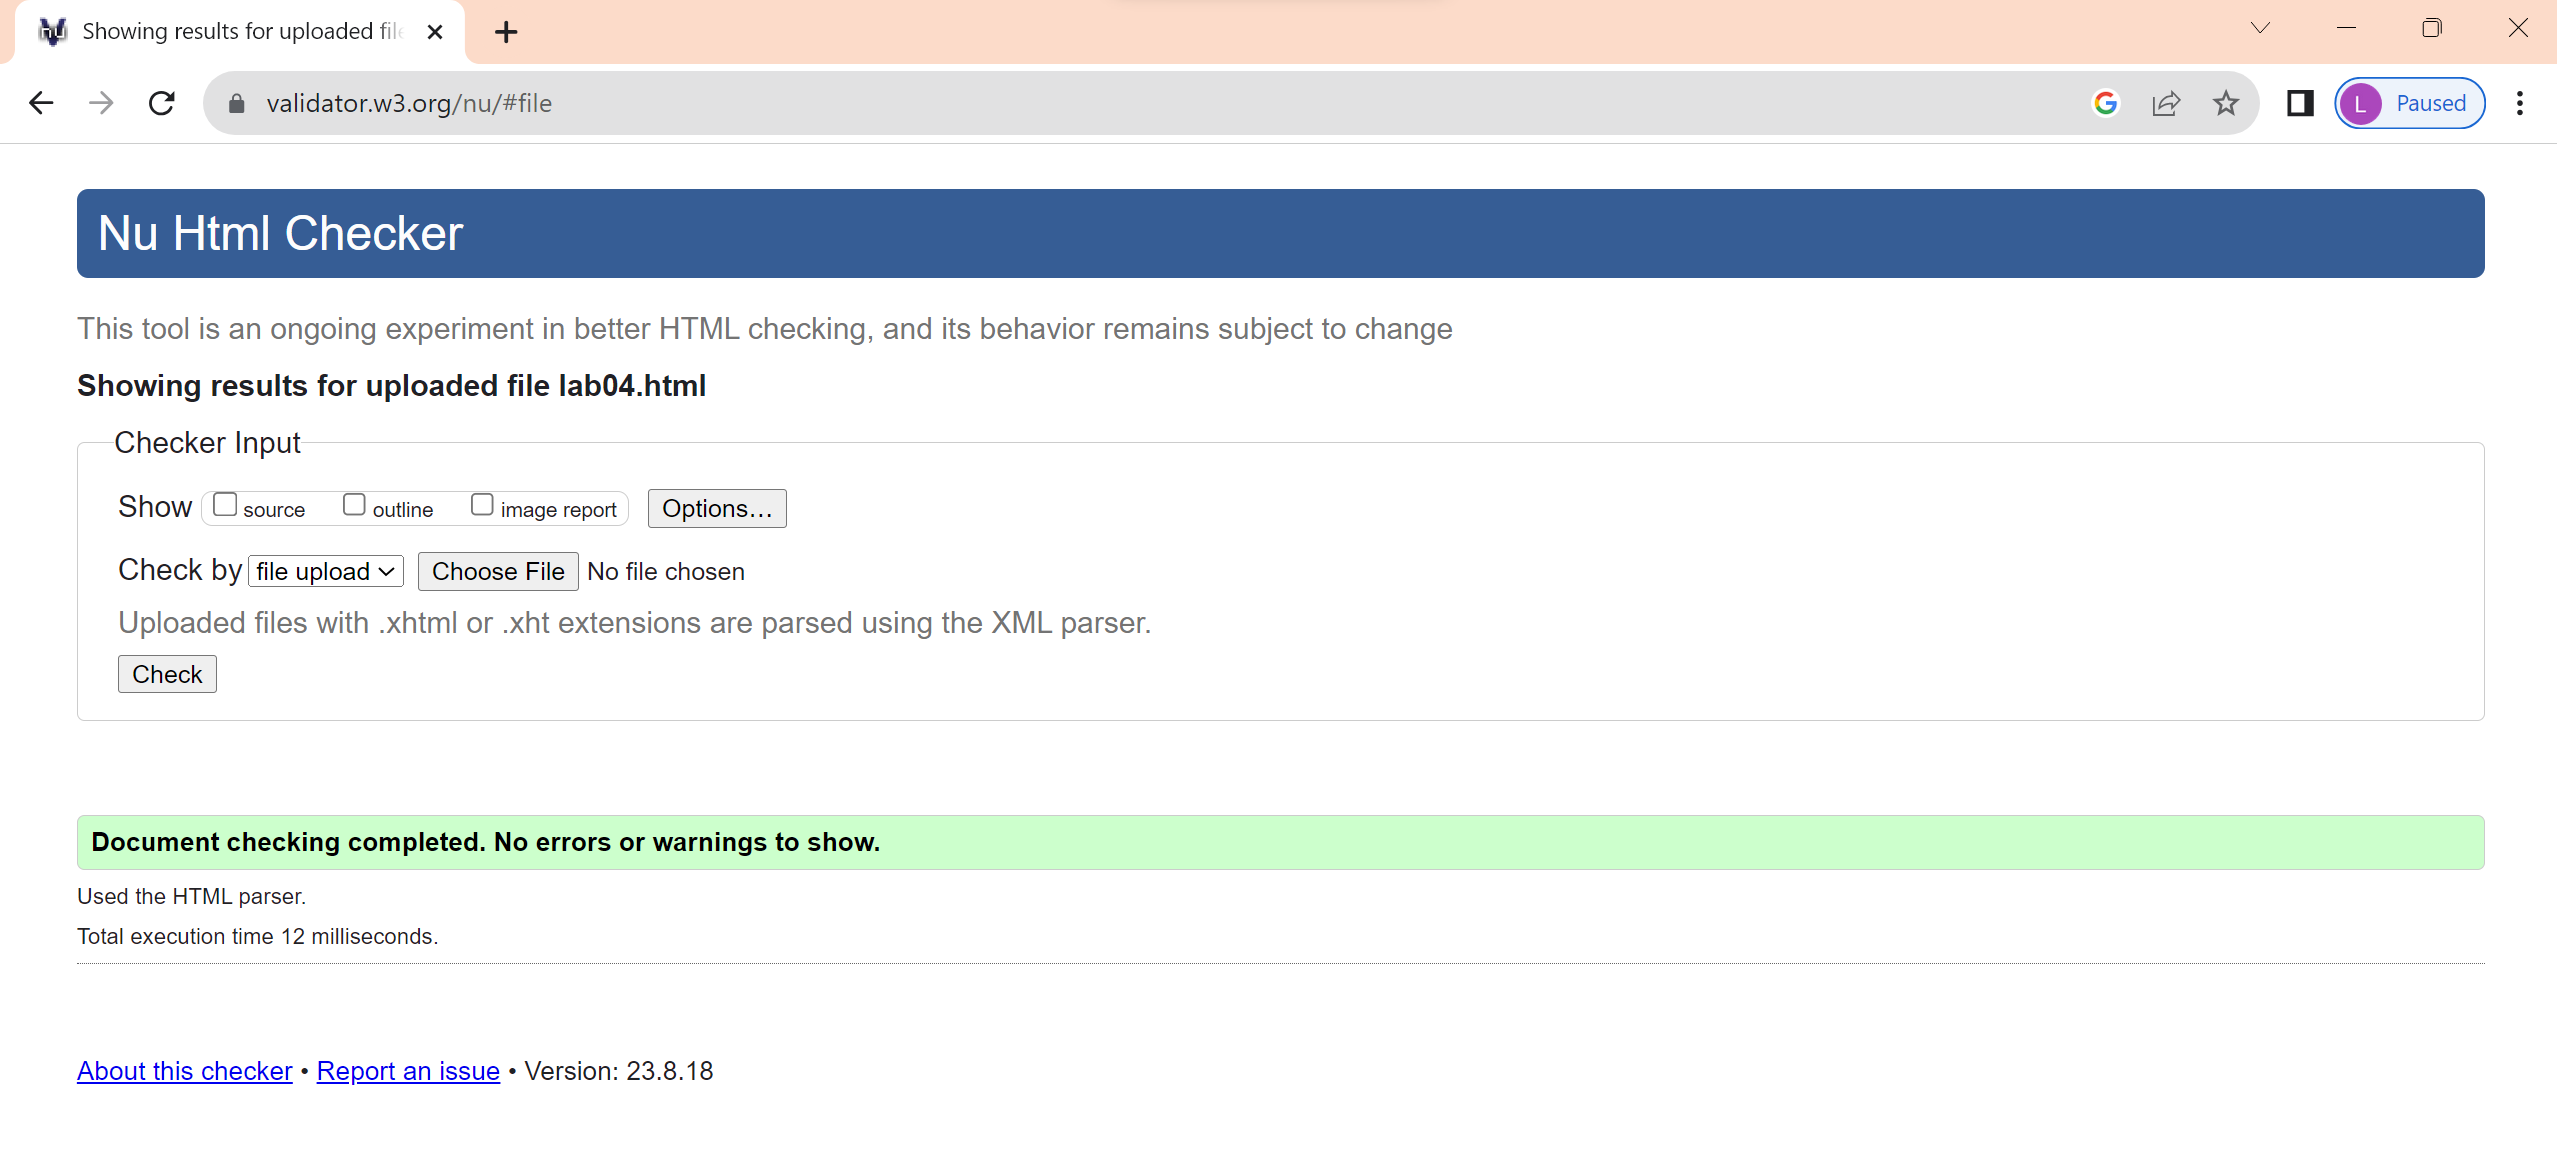 Showing results for uploaded fil
validator.w3.org/nu/#file
L Paused
Nu Html Checker
This tool is an ongoing experiment in better HTML checking, and its behavior remains subject to change
Showing results for uploaded file lab04.html
Checker Input
Show source outline image report Options...
Check by file upload Choose File No file chosen
Uploaded files with .xhtml or .xht extensions are parsed using the XML parser.
Check
Document checking completed. No errors or warnings to show.
Used the HTML parser.
Total execution time 12 milliseconds.
About this checker • Report an issue • Version: 23.8.18